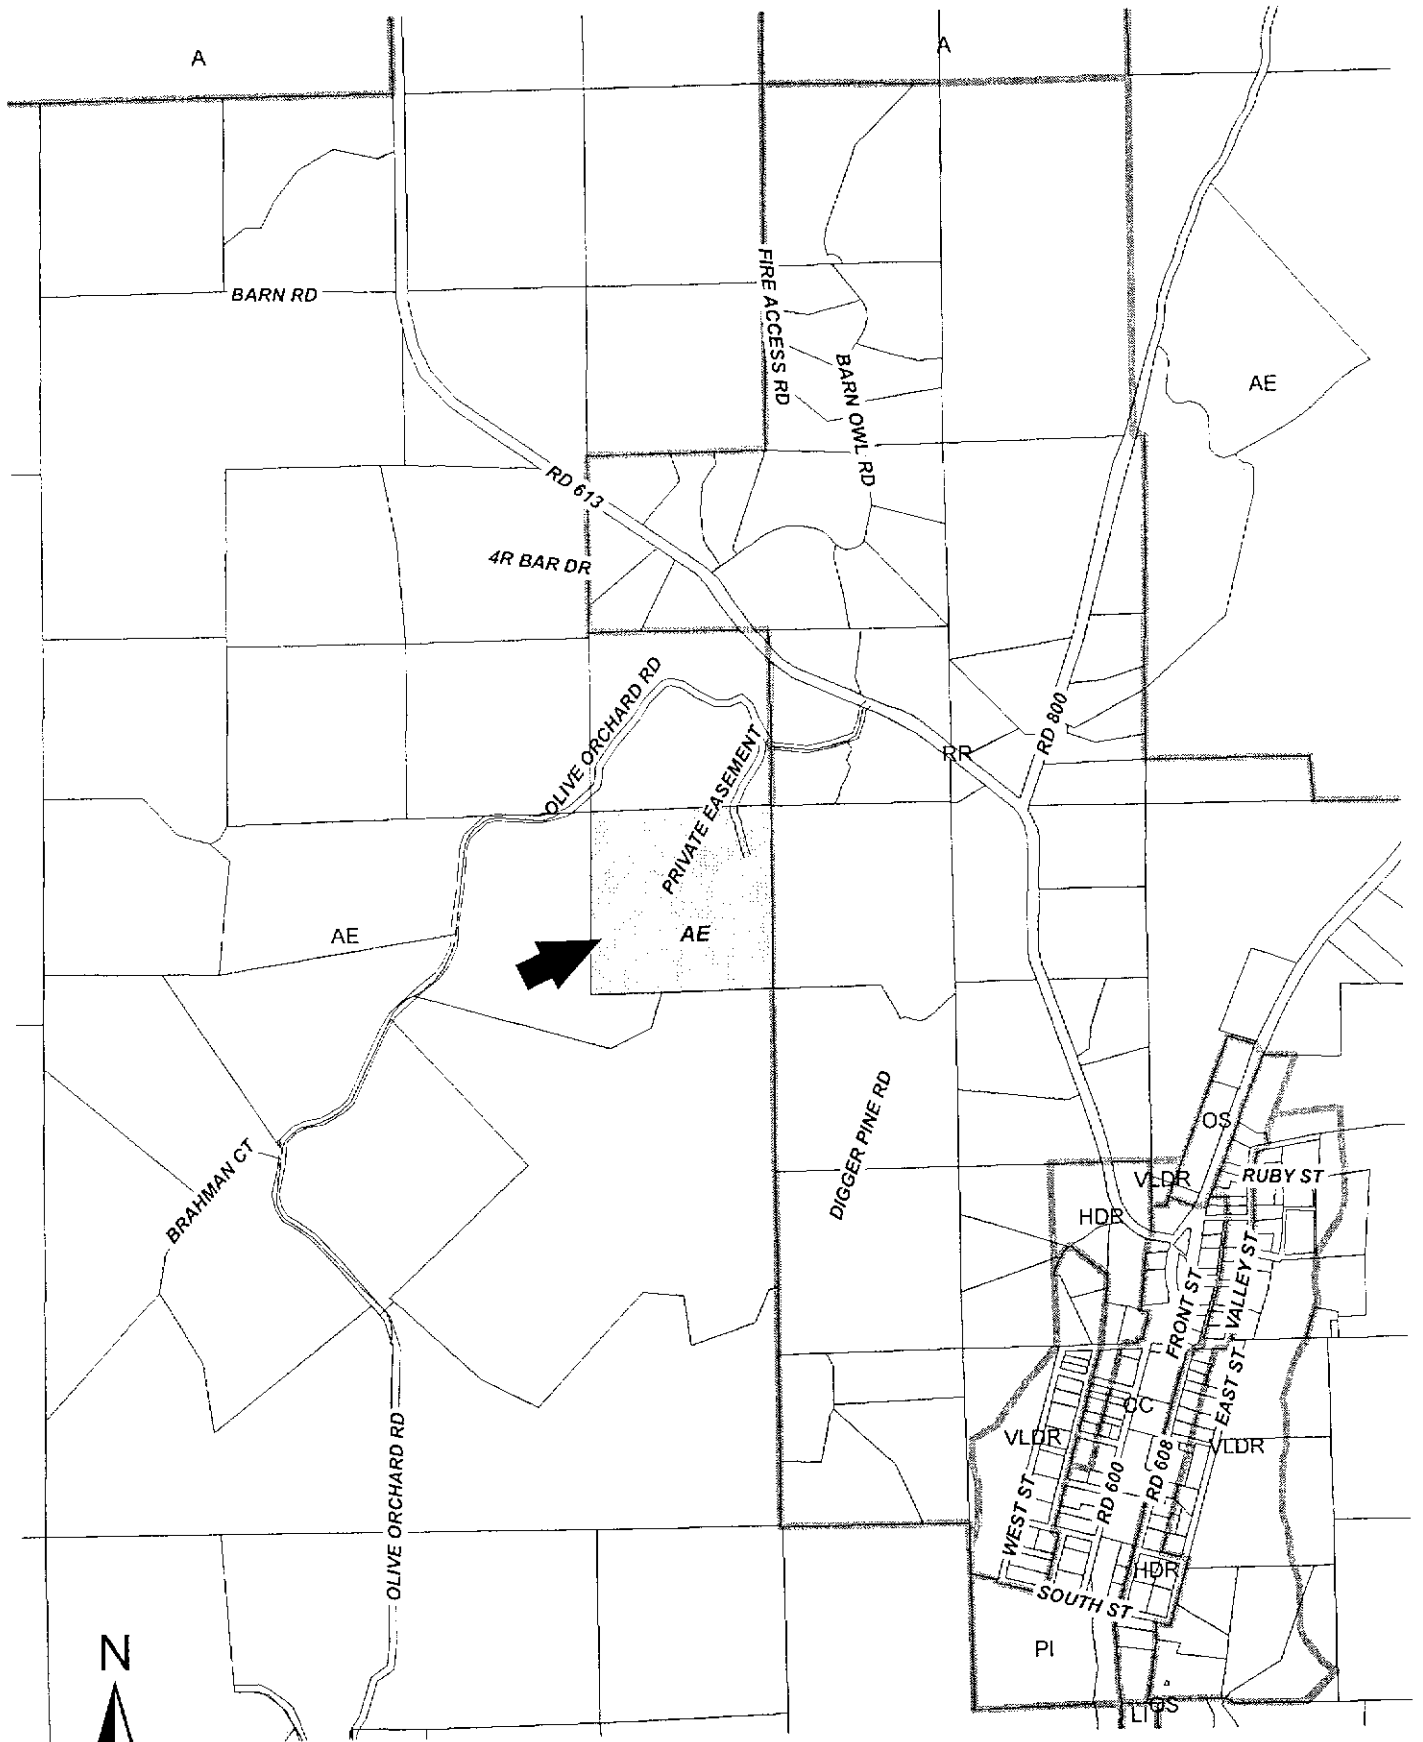 A
A
BARN RD
FIRE ACCESS RD
BARN OWL RD
AE
RD 613
4R BAR DR
OLIVE ORCHARD RD
PRIVATE EASEMENT
RR
RD 800
AE
AE
DIGGER PINE RD
BRAHMAN CT
OS
VLDR
RUBY ST
HDR
FRONT ST
VALLEY ST
EAST ST
CC
VLDR
VLDR
RD 608
RD 600
WEST ST
OLIVE ORCHARD RD
HDR
SOUTH ST
PI
LI
OS
N